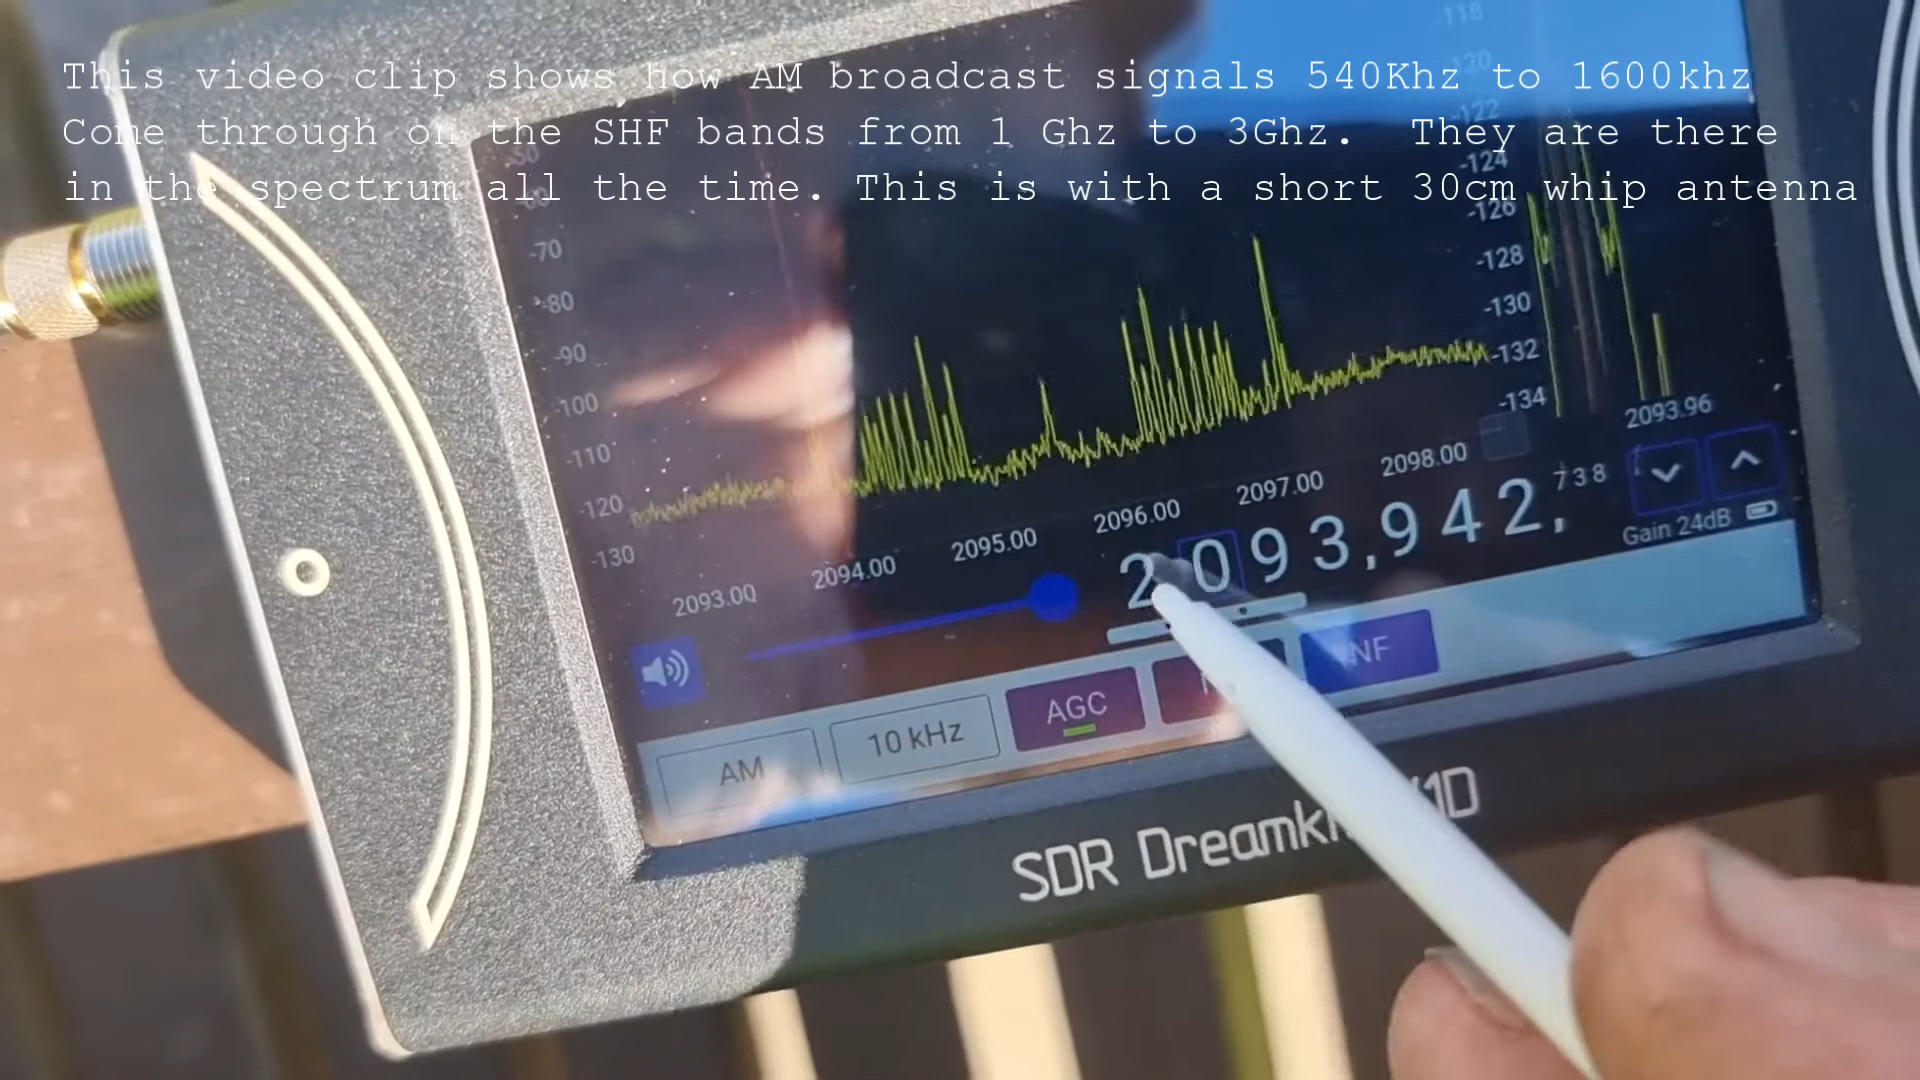 This video clip shows how AM broadcast signals 540Khz to 1600khz
Come through on the SHF bands from 1 Ghz to 3Ghz. They are there
in the spectrum all the time. This is with a short 30cm whip antenna
-118
-120
-122
-124
-126
-128
-130
-132
-134
-70
-80
-90
-100
-110
-120
-130
2093.00
2094.00
2095.00
2096.00
2097.00
2098.00
2093.96
2 093,942,738
Gain 24dB
AM
10 kHz
AGC
NF
SDR